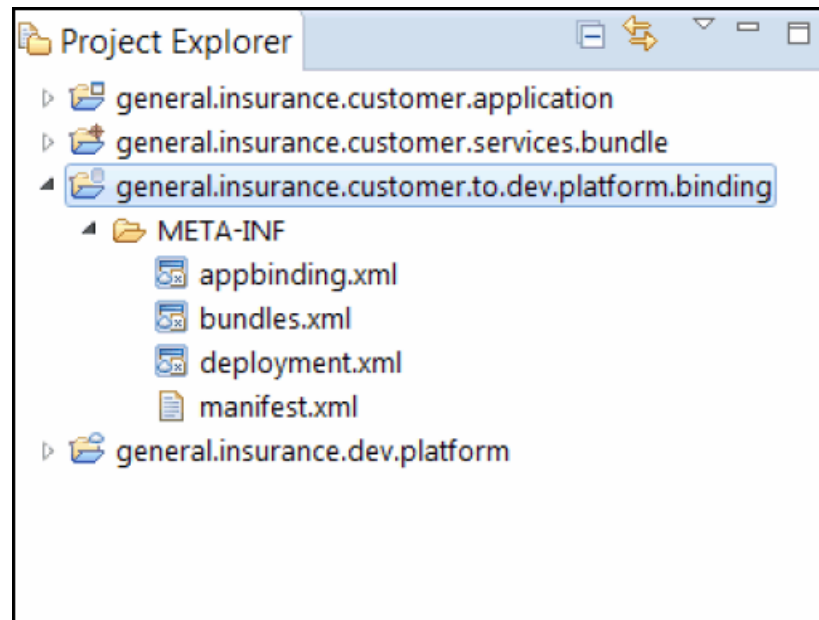 Project Explorer
general.insurance.customer.application
general.insurance.customer.services.bundle
general.insurance.customer.to.dev.platform.binding
META-INF
appbinding.xml
bundles.xml
deployment.xml
manifest.xml
general.insurance.dev.platform